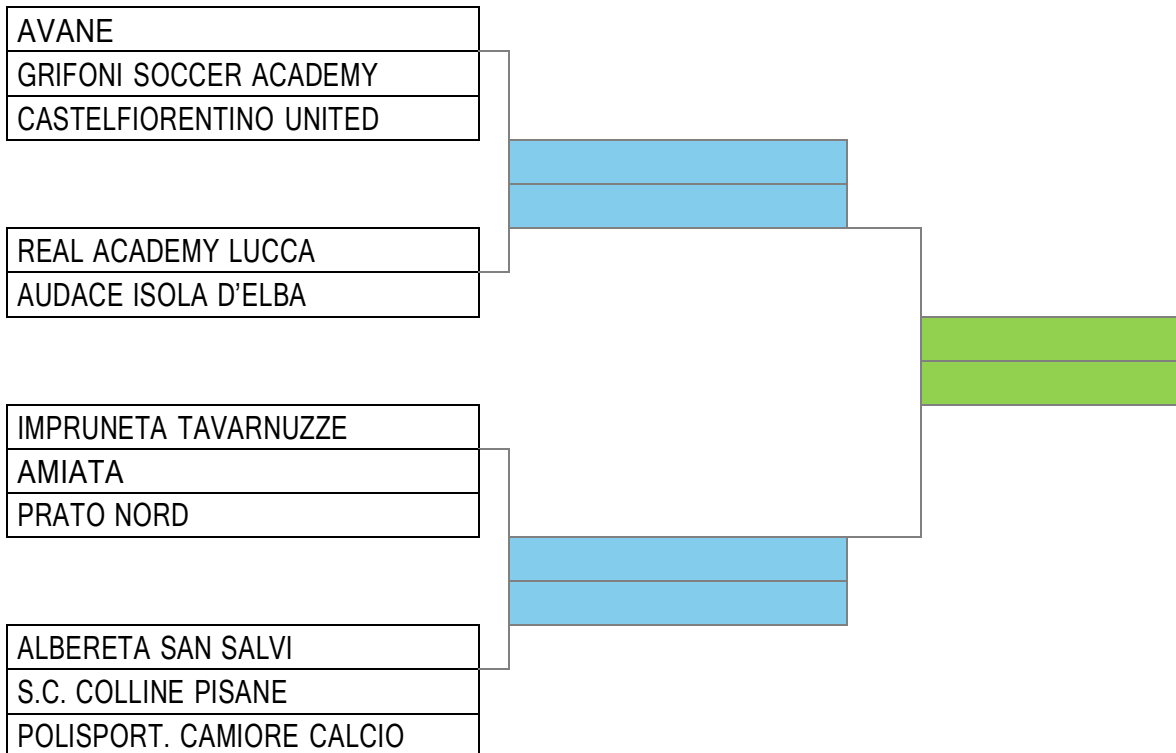 AVANE
GRIFONI SOCCER ACADEMY
CASTELFIORENTINO UNITED
REAL ACADEMY LUCCA
AUDACE ISOLA D'ELBA
IMPRUNETA TAVARNUZZE
AMIATA
PRATO NORD
ALBERETA SAN SALVI
S.C. COLLINE PISANE
POLISPORT. CAMIORE CALCIO